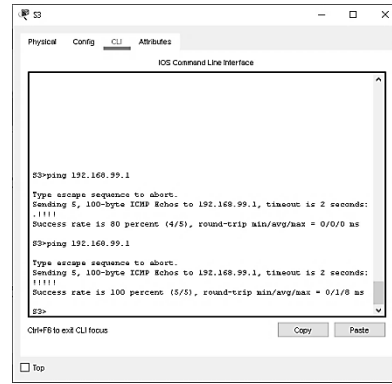 S3
Physical Config CLI Attributes
IOS Command Line Interface
S3>ping 192.168.99.1
Type escape sequence to abort.
Sending 5, 100-byte ICMP Echos to 192.168.99.1, timeout is 2 seconds:
.!!!!
Success rate is 80 percent (4/5), round-trip min/avg/max = 0/0/0 ms
S3>ping 192.168.99.1
Type escape sequence to abort.
Sending 5, 100-byte ICMP Echos to 192.168.99.1, timeout is 2 seconds:
!!!!!
Success rate is 100 percent (5/5), round-trip min/avg/max = 0/1/8 ms
S3>
Ctrl+F6 to exit CLI focus
Copy Paste
Top